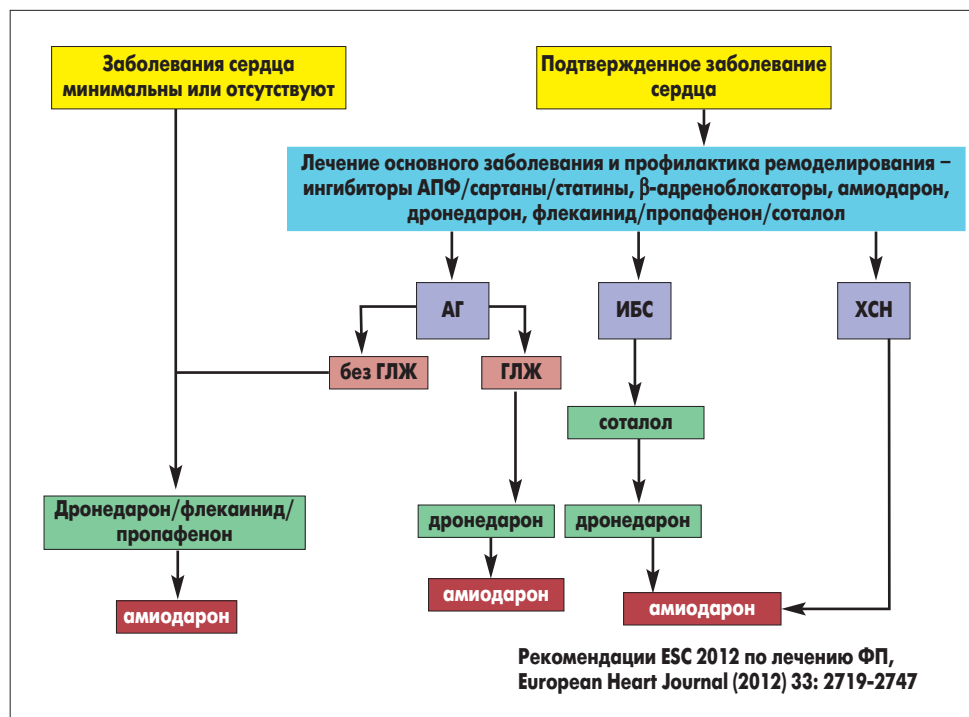 Заболевания сердца
минимальны или отсутствуют
Подтвержденное заболевание
сердца
Лечение основного заболевания и профилактика ремоделирования –
ингибиторы АПФ/сартаны/статины, β-адреноблокаторы, амиодарон,
дронедарон, флекаинид/пропафенон/соталол
АГ
ИБС
ХСН
без ГЛЖ
ГЛЖ
соталол
Дронедарон/флекаинид/
пропафенон
дронедарон
дронедарон
амиодарон
амиодарон
амиодарон
Рекомендации ESC 2012 по лечению ФП,
European Heart Journal (2012) 33: 2719-2747